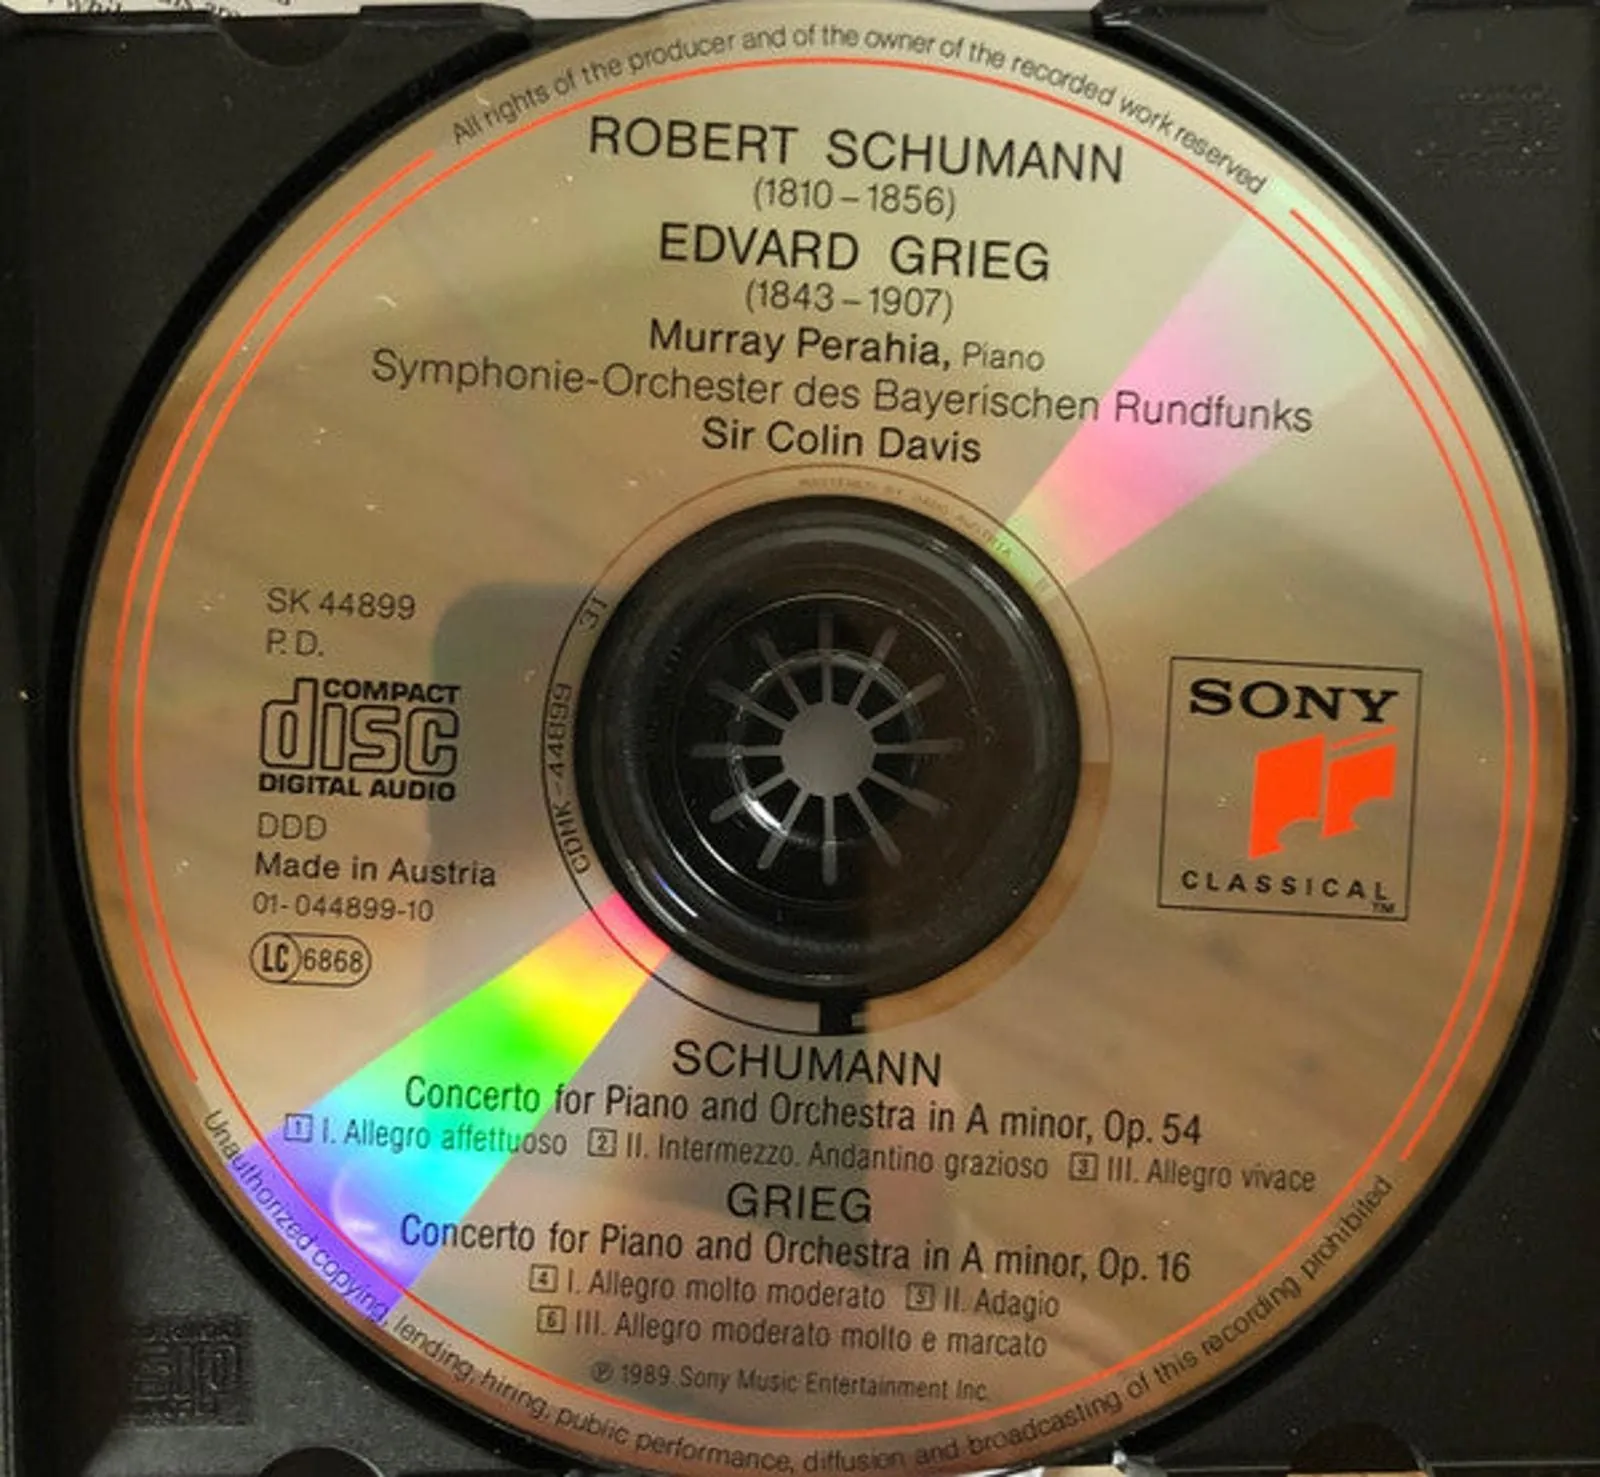 All rights of the producer and of the owner of the recorded work reserved
ROBERT SCHUMANN
(1810–1856)
EDVARD GRIEG
(1843–1907)
Murray Perahia, Piano
Symphonie-Orchester des Bayerischen Rundfunks
Sir Colin Davis
MASTERED BY DADC AUSTRIA
SK 44899
P. D.
COMPACT
disc
DIGITAL AUDIO
DDD
Made in Austria
01-044899-10
LC 6868
CDHK-44899 31
SONY
CLASSICAL
TM
SCHUMANN
Concerto for Piano and Orchestra in A minor, Op. 54
1 I. Allegro affettuoso 2 II. Intermezzo. Andantino grazioso 3 III. Allegro vivace
GRIEG
Concerto for Piano and Orchestra in A minor, Op. 16
4 I. Allegro molto moderato 5 II. Adagio
6 III. Allegro moderato molto e marcato
℗ 1989 Sony Music Entertainment Inc.
Unauthorized copying, lending, hiring, public performance, diffusion and broadcasting of this recording prohibited